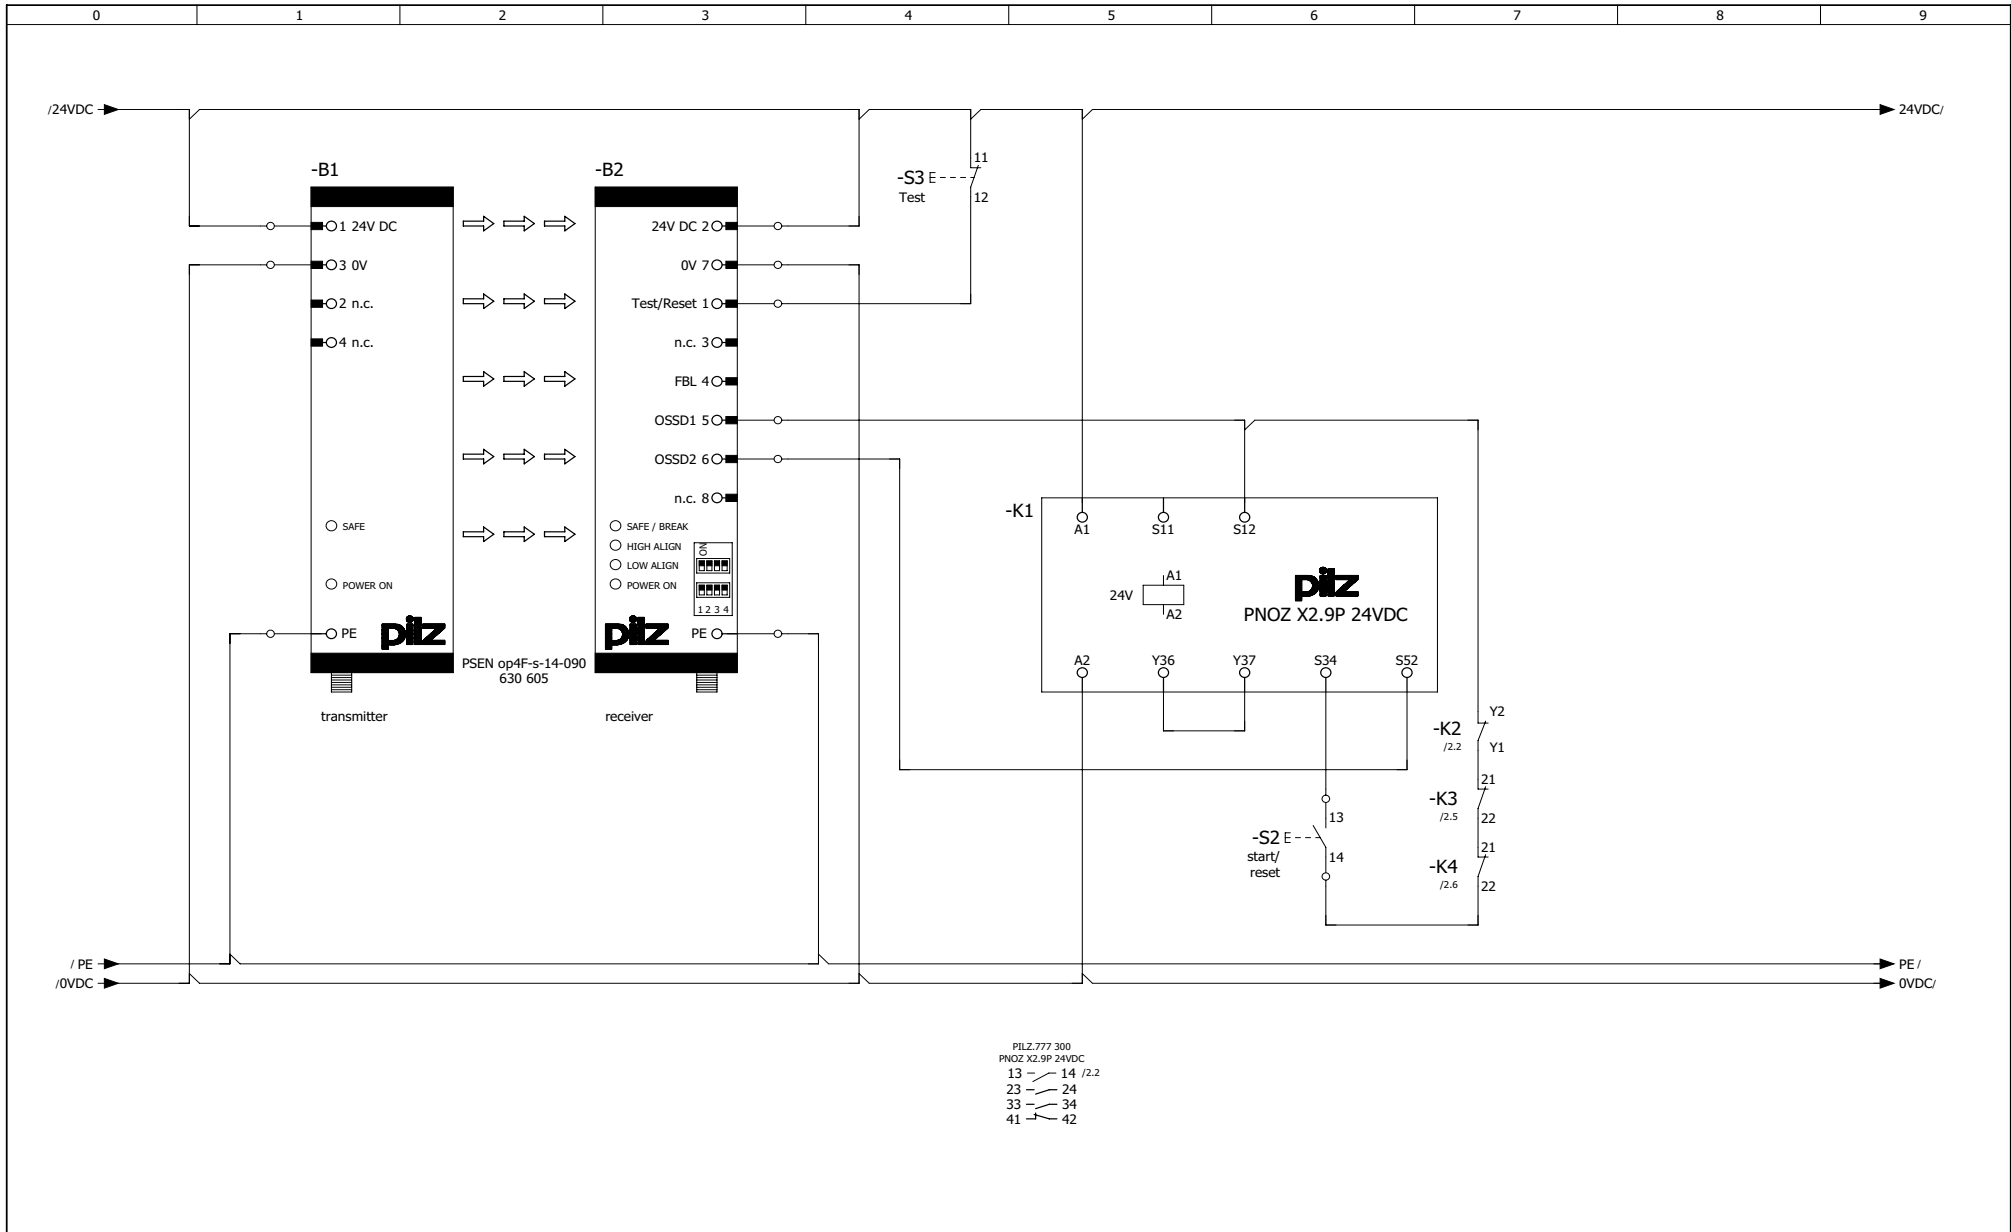 0 1 2 3 4 5 6 7 8 9
/24VDC
24VDC/
-B1
-B2
11
-S3
Test
12
1 24V DC
3 0V
2 n.c.
4 n.c.
SAFE
POWER ON
PE
pilz
transmitter
PSEN op4F-s-14-090
630 605
24V DC 2
0V 7
Test/Reset 1
n.c. 3
FBL 4
OSSD1 5
OSSD2 6
n.c. 8
SAFE / BREAK
HIGH ALIGN
LOW ALIGN
POWER ON
ON
1 2 3 4
pilz
PE
receiver
-K1
A1
S11
S12
24V
A1
A2
pilz
PNOZ X2.9P 24VDC
A2
Y36
Y37
S34
S52
-K2
/2.2
Y2
Y1
-K3
/2.5
21
22
-K4
/2.6
21
22
-S2
start/
reset
13
14
/ PE
/0VDC
PE /
0VDC/
PILZ.777 300
PNOZ X2.9P 24VDC
13 14 /2.2
23 24
33 34
41 42